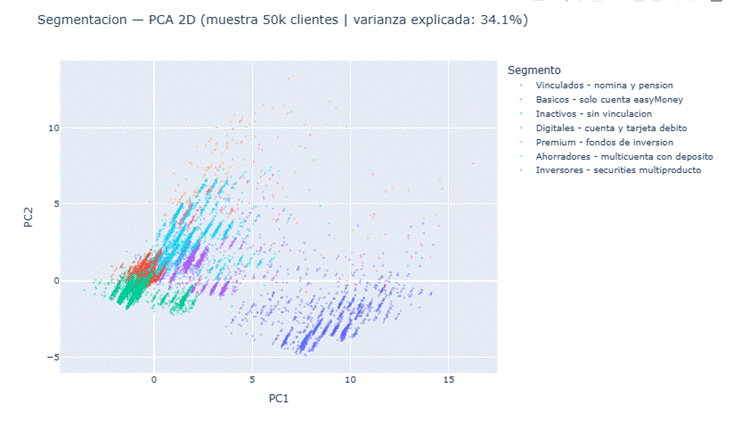 Segmentacion — PCA 2D (muestra 50k clientes | varianza explicada: 34.1%)
Segmento
Vinculados - nomina y pension
Basicos - solo cuenta easyMoney
Inactivos - sin vinculacion
Digitales - cuenta y tarjeta debito
Premium - fondos de inversion
Ahorradores - multicuenta con deposito
Inversores - securities multiproducto
10
5
0
−5
PC2
0
5
10
15
PC1